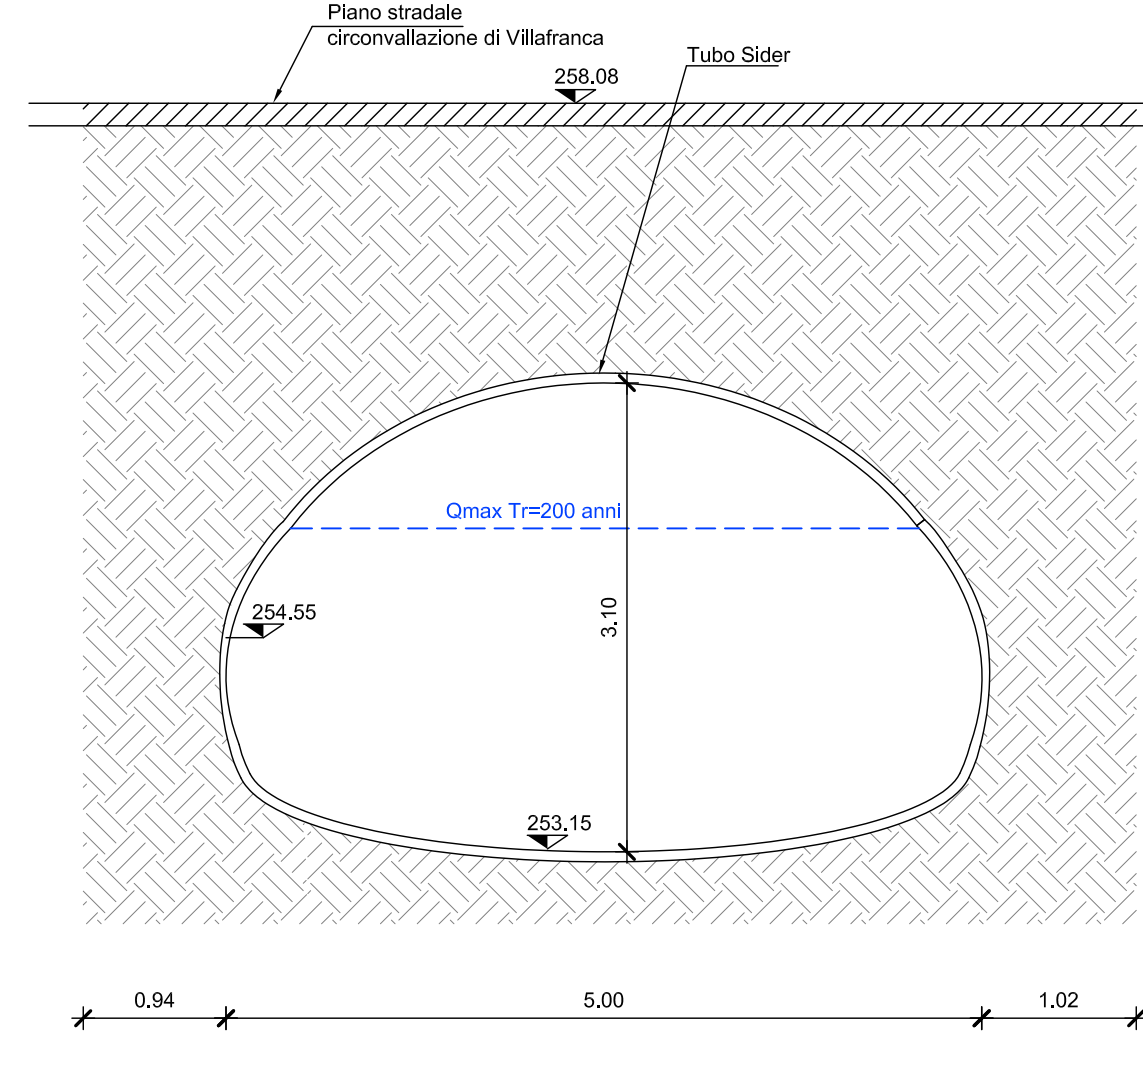 Piano stradale
circonvallazione di Villafranca
Tubo Sider
258.08
Qmax Tr=200 anni
254.55
3.10
253.15
0.94
5.00
1.02